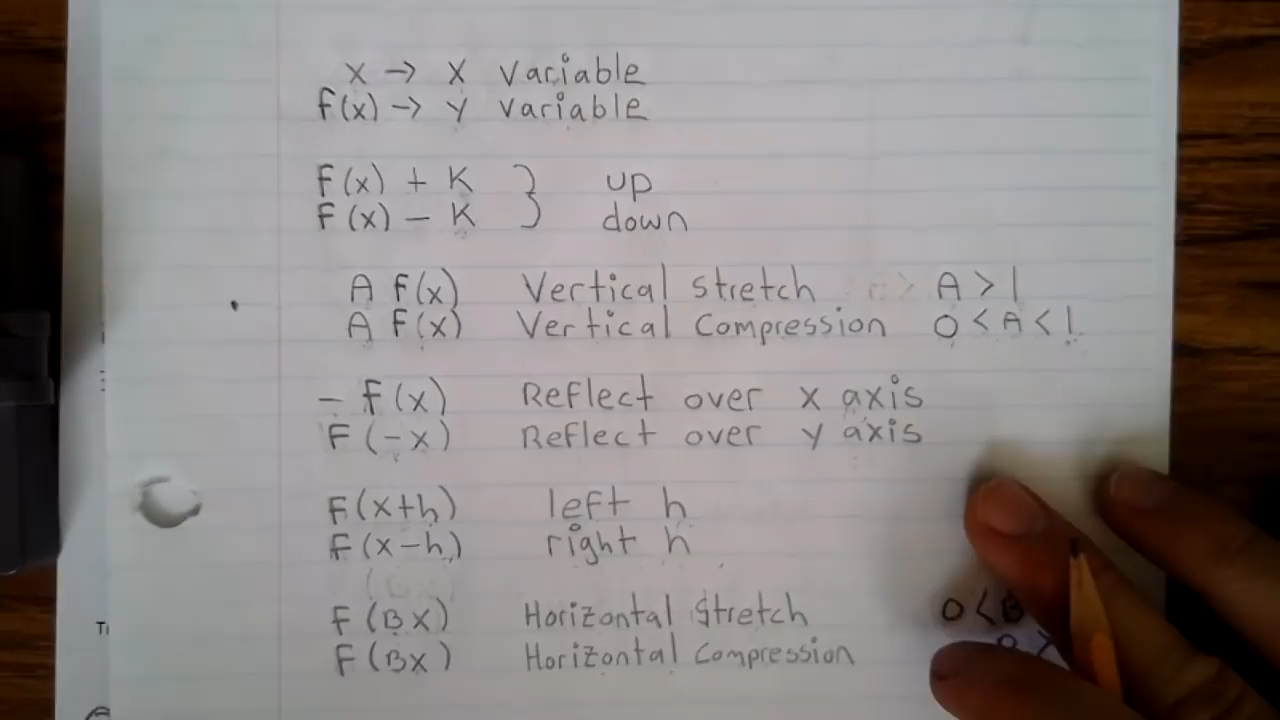 x → x variable
f(x) → y variable
F(x) + K } up
F(x) − K down
A F(x) Vertical Stretch A > 1
A F(x) Vertical Compression 0 < A < 1
− F(x) Reflect over x axis
F(−x) Reflect over y axis
F(x+h) left h
F(x−h) right h
F(Bx) Horizontal Stretch 0 < B
F(Bx) Horizontal Compression B >